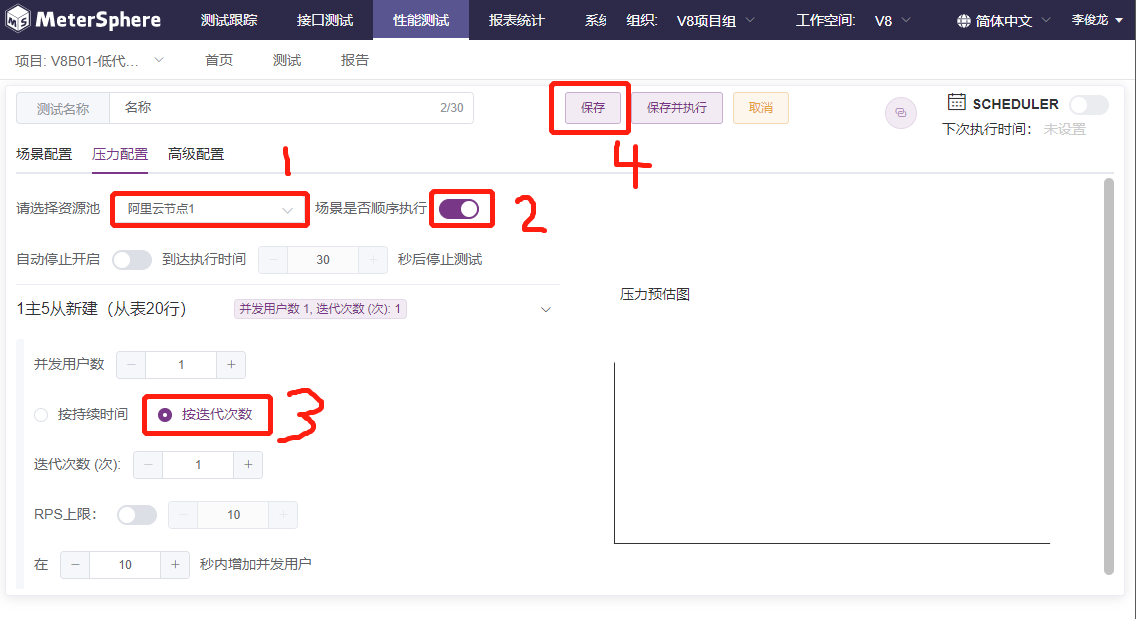 MeterSphere 测试跟踪 接口测试 性能测试 报表统计 系统 组织: V8项目组 工作空间: V8 简体中文 李俊龙
项目: V8B01-低代... 首页 测试 报告
测试名称 名称 2/30 保存 保存并执行 取消 SCHEDULER
下次执行时间: 未设置
4
场景配置 压力配置 高级配置 1
请选择资源池 阿里云节点1 场景是否顺序执行 2
自动停止开启 到达执行时间 30 秒后停止测试
1主5从新建（从表20行） 并发用户数 1, 迭代次数 (次): 1
压力预估图
并发用户数 − 1 +
按持续时间 按迭代次数 3
迭代次数 (次): − 1 +
RPS上限: − 10 +
在 − 10 + 秒内增加并发用户